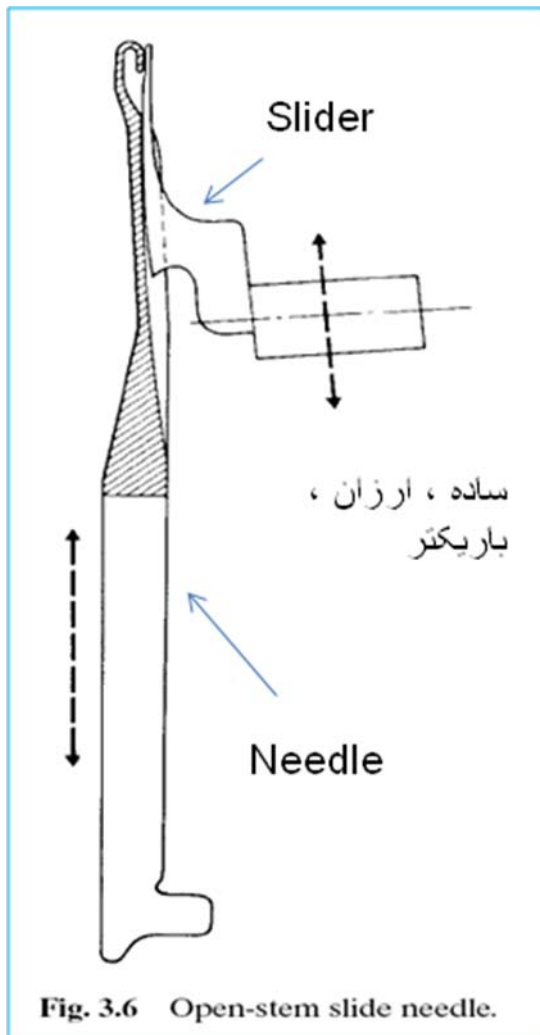 Slider
ساده ، ارزان ،
باریکتر
Needle
Fig. 3.6 Open-stem slide needle.